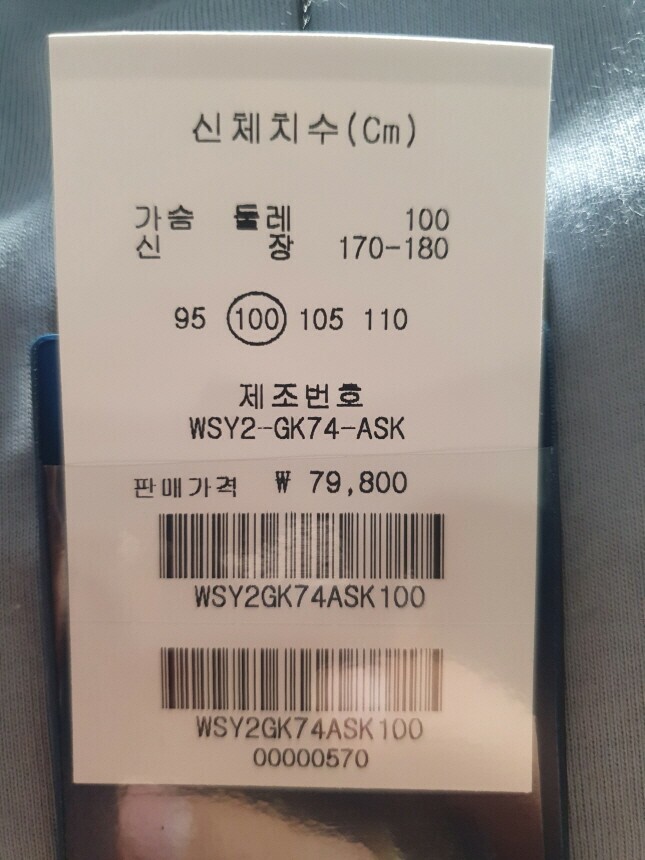 신체치수(Cm)
가슴 둘레 100
신 장 170-180
95 100 105 110
제조번호
WSY2-GK74-ASK
판매가격 ₩ 79,800
WSY2GK74ASK100
WSY2GK74ASK100
00000570